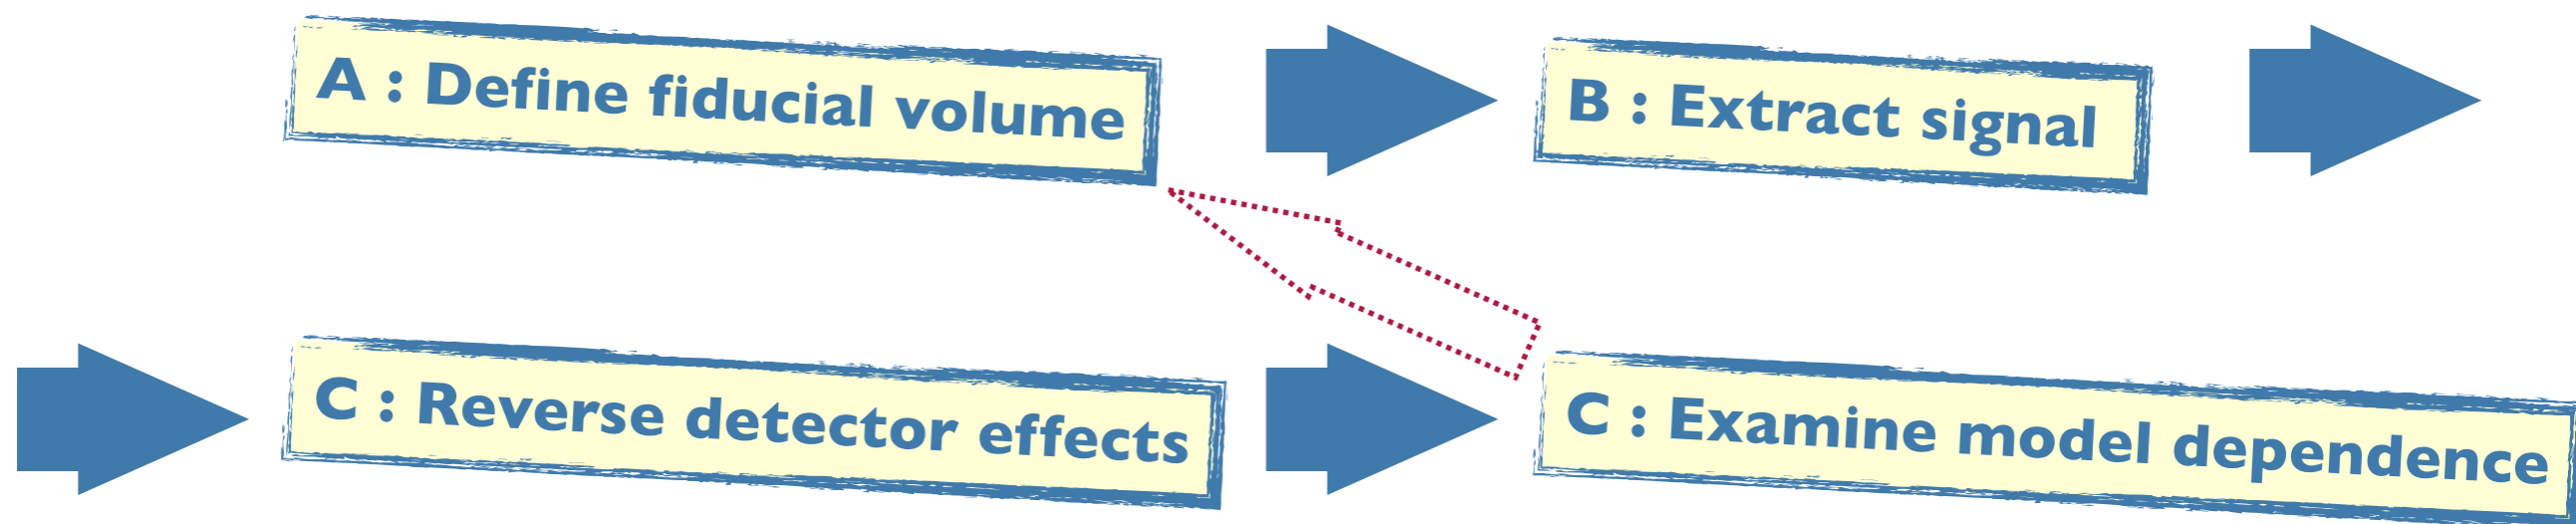 A : Define fiducial volume
B : Extract signal
C : Reverse detector effects
C : Examine model dependence